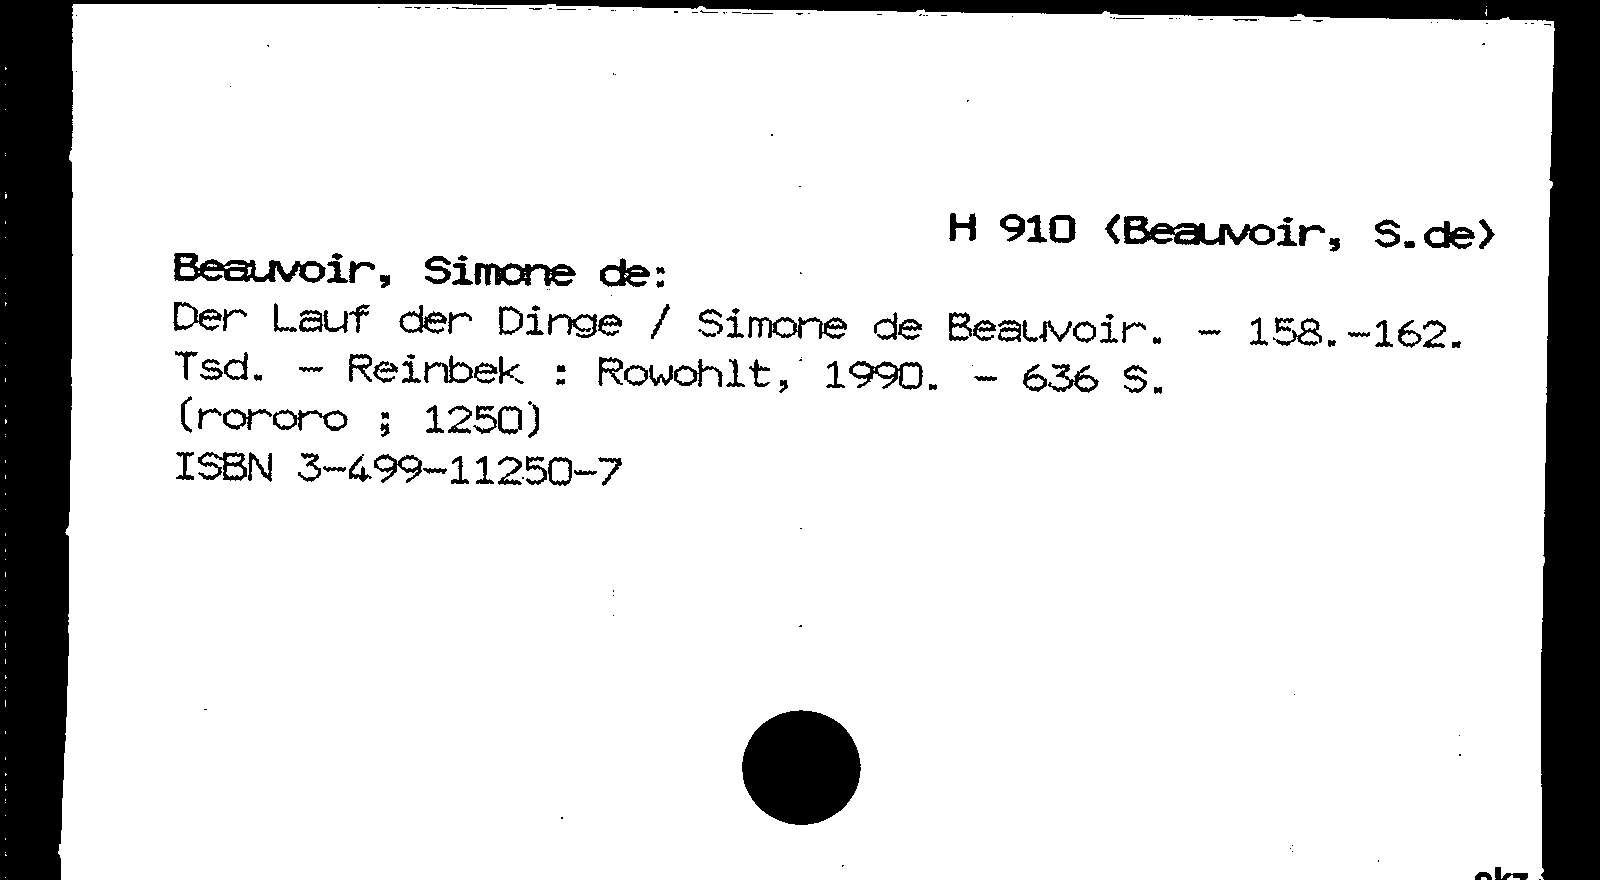 H 910 <Beauvoir, S.de>
Beauvoir, Simone de:
Der Lauf der Dinge / Simone de Beauvoir. - 158.-162.
Tsd. - Reinbek : Rowohlt, 1990. - 636 S.
(rororo ; 1250)
ISBN 3-499-11250-7